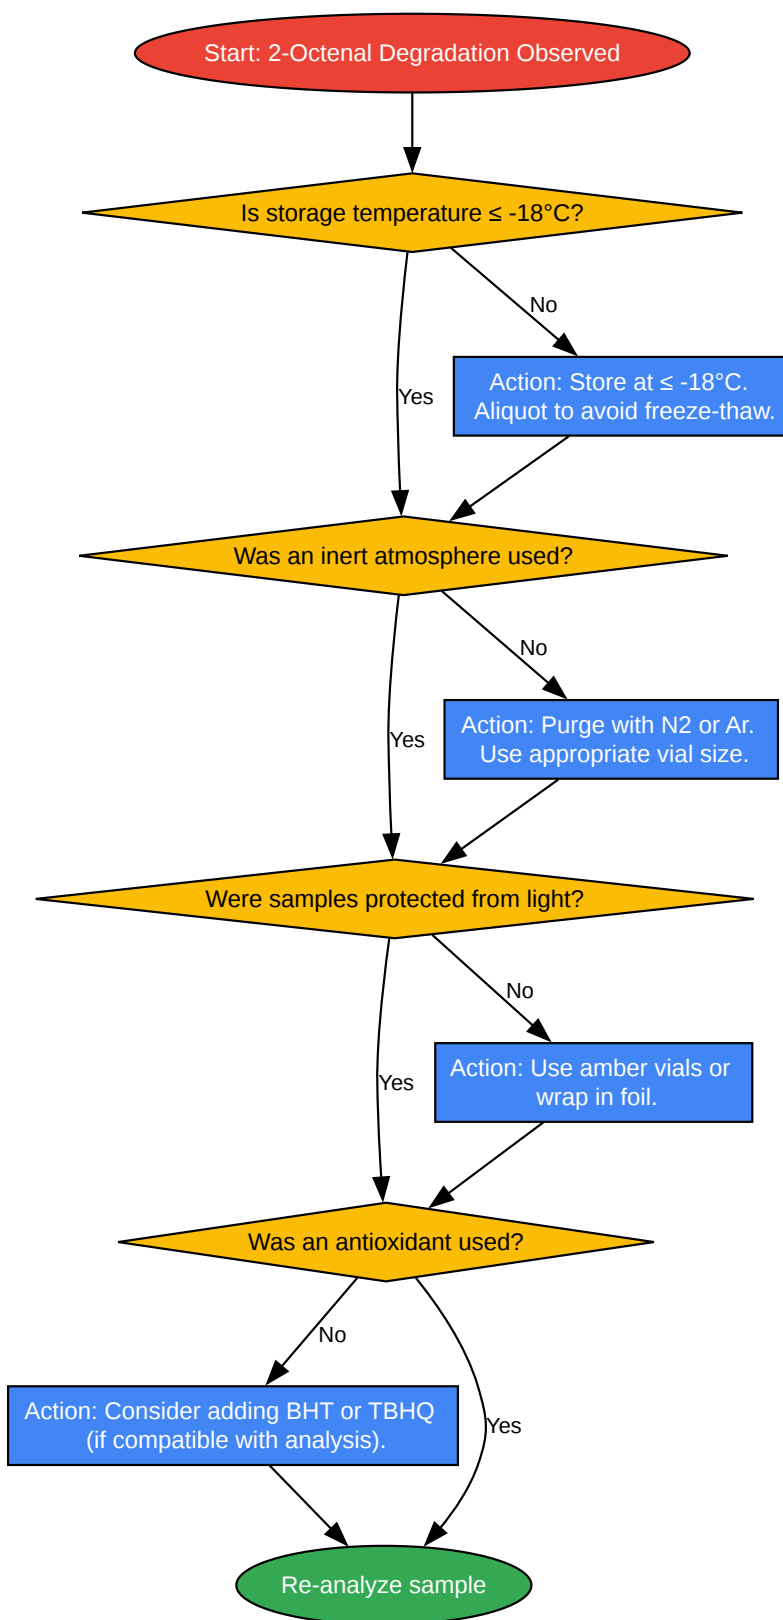 Start: 2-Octenal Degradation Observed
Is storage temperature ≤ -18°C?
No
Action: Store at ≤ -18°C.
Aliquot to avoid freeze-thaw.
Yes
Was an inert atmosphere used?
No
Action: Purge with N2 or Ar.
Use appropriate vial size.
Yes
Were samples protected from light?
No
Action: Use amber vials or
wrap in foil.
Yes
Was an antioxidant used?
No
Action: Consider adding BHT or TBHQ
(if compatible with analysis).
Yes
Re-analyze sample